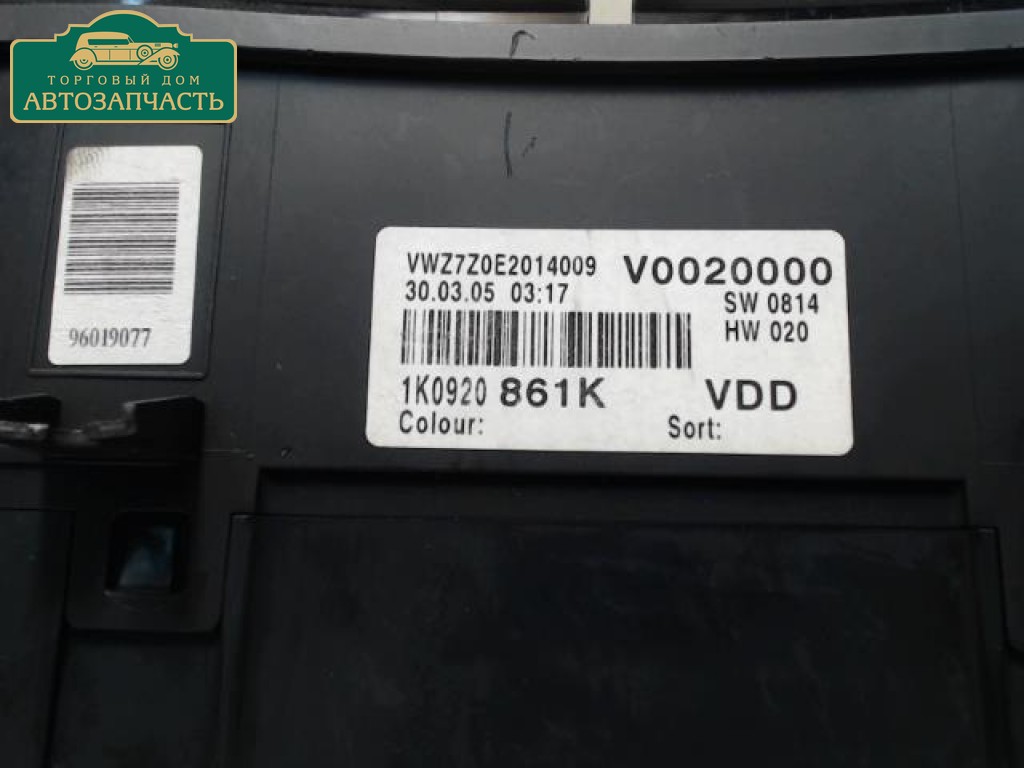 ТОРГОВЫЙ ДОМ
АВТОЗАПЧАСТЬ
96019077
VWZ7Z0E2014009 V0020000
30.03.05 03:17 SW 0814
HW 020
1K0920 861K VDD
Colour: Sort: